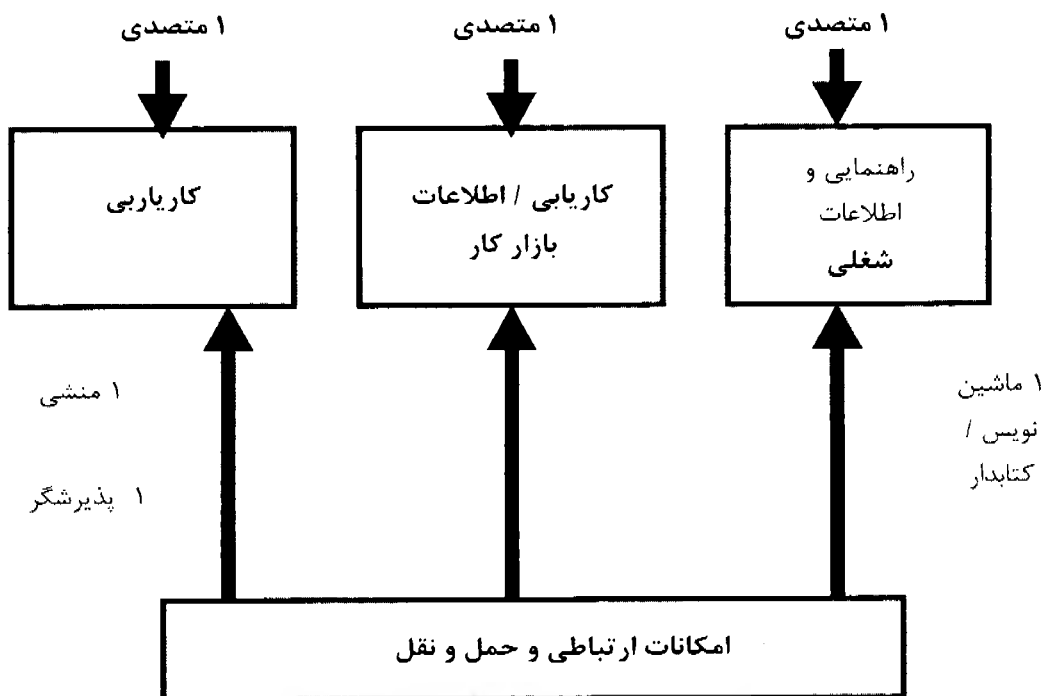 ۱ متصدی
۱ متصدی
۱ متصدی
راهنمایی و
اطلاعات
شغلی
کاریابی / اطلاعات
بازار کار
کاریاربی
۱ ماشین
نویس /
کتابدار
۱ منشی
۱ پذیرشگر
امکانات ارتباطی و حمل و نقل